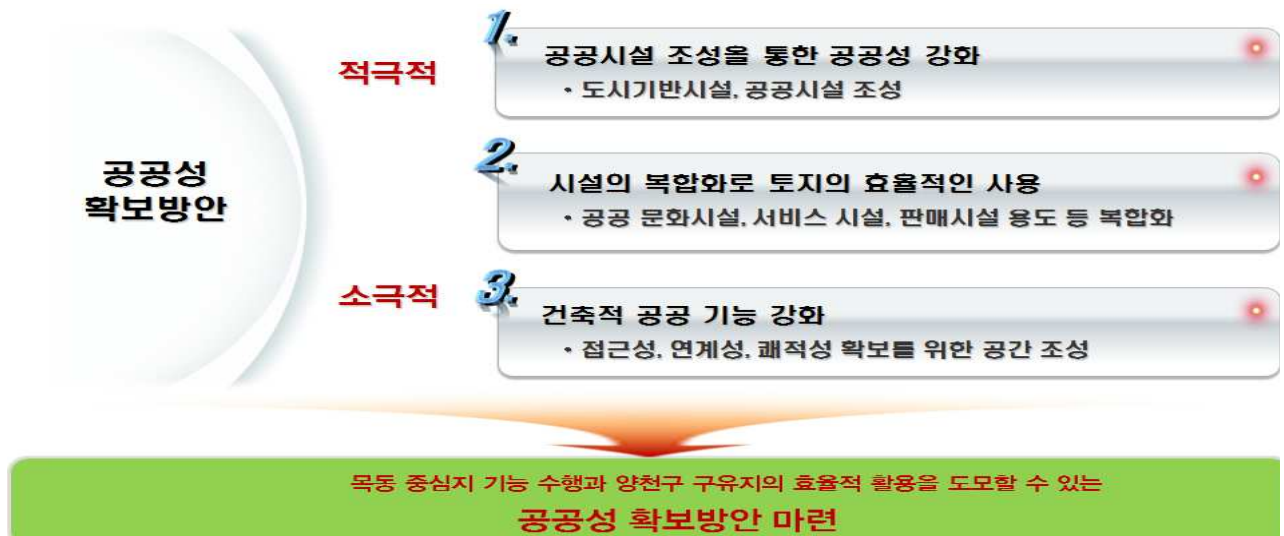 공공성
확보방안
적극적
1.
공공시설 조성을 통한 공공성 강화
• 도시기반시설, 공공시설 조성
2.
시설의 복합화로 토지의 효율적인 사용
• 공공 문화시설, 서비스 시설, 판매시설 용도 등 복합화
소극적
3.
건축적 공공 기능 강화
• 접근성, 연계성, 쾌적성 확보를 위한 공간 조성
목동 중심지 기능 수행과 양천구 구유지의 효율적 활용을 도모할 수 있는
공공성 확보방안 마련